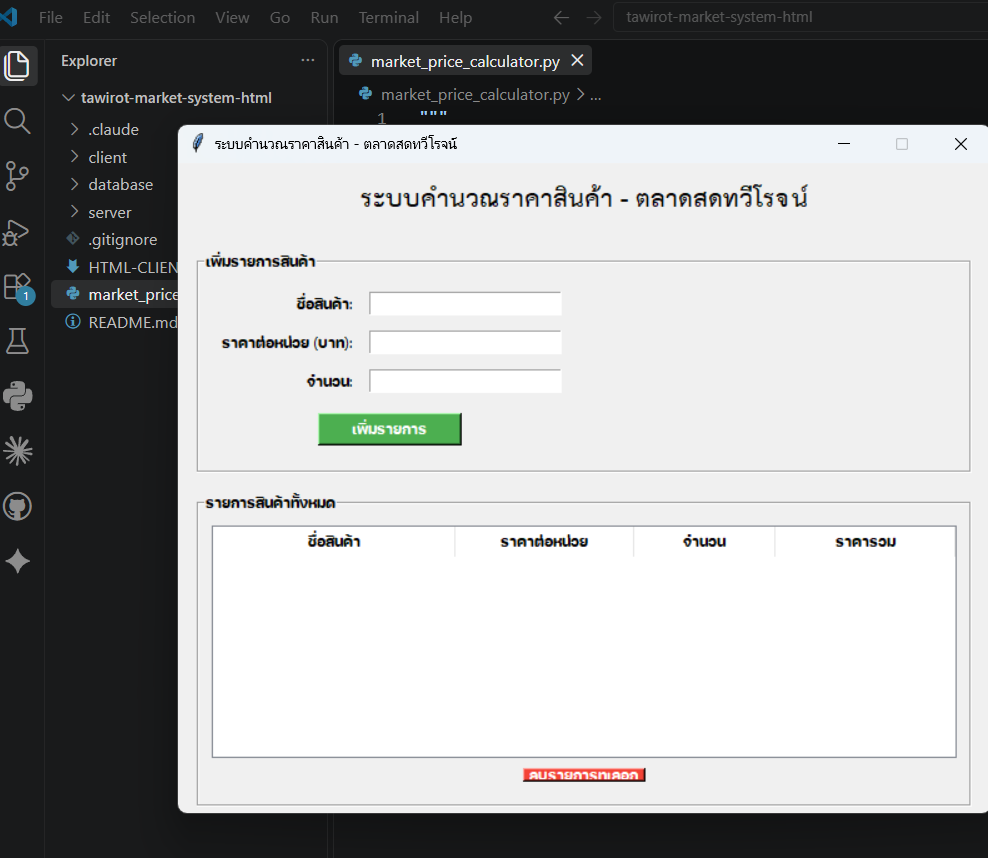 File Edit Selection View Go Run Terminal Help
tawirot-market-system-html
Explorer
tawirot-market-system-html
.claude
client
database
server
.gitignore
HTML-CLIEN
market_price
README.md
1
market_price_calculator.py
market_price_calculator.py > ...
1 """
ระบบคำนวณราคาสินค้า - ตลาดสดทวีโรจน์
ระบบคำนวณราคาสินค้า - ตลาดสดทวีโรจน์
เพิ่มรายการสินค้า
ชื่อสินค้า:
ราคาต่อหน่วย (บาท):
จำนวน:
เพิ่มรายการ
รายการสินค้าทั้งหมด
ชื่อสินค้า ราคาต่อหน่วย จำนวน ราคารวม
ลบรายการที่เลือก